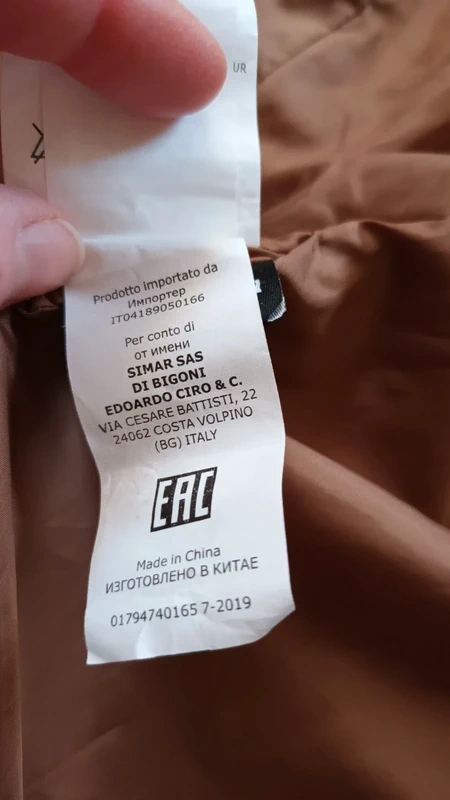 UR
Prodotto importato da
Импортер
IT04189050166
Per conto di
от имени
SIMAR SAS
DI BIGONI
EDOARDO CIRO & C.
VIA CESARE BATTISTI, 22
24062 COSTA VOLPINO
(BG) ITALY
EAC
Made in China
ИЗГОТОВЛЕНО В КИТАЕ
01794740165 7-2019